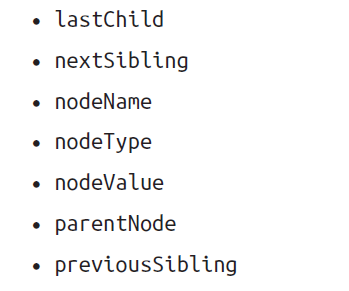 • lastChild
• nextSibling
• nodeName
• nodeType
• nodeValue
• parentNode
• previousSibling